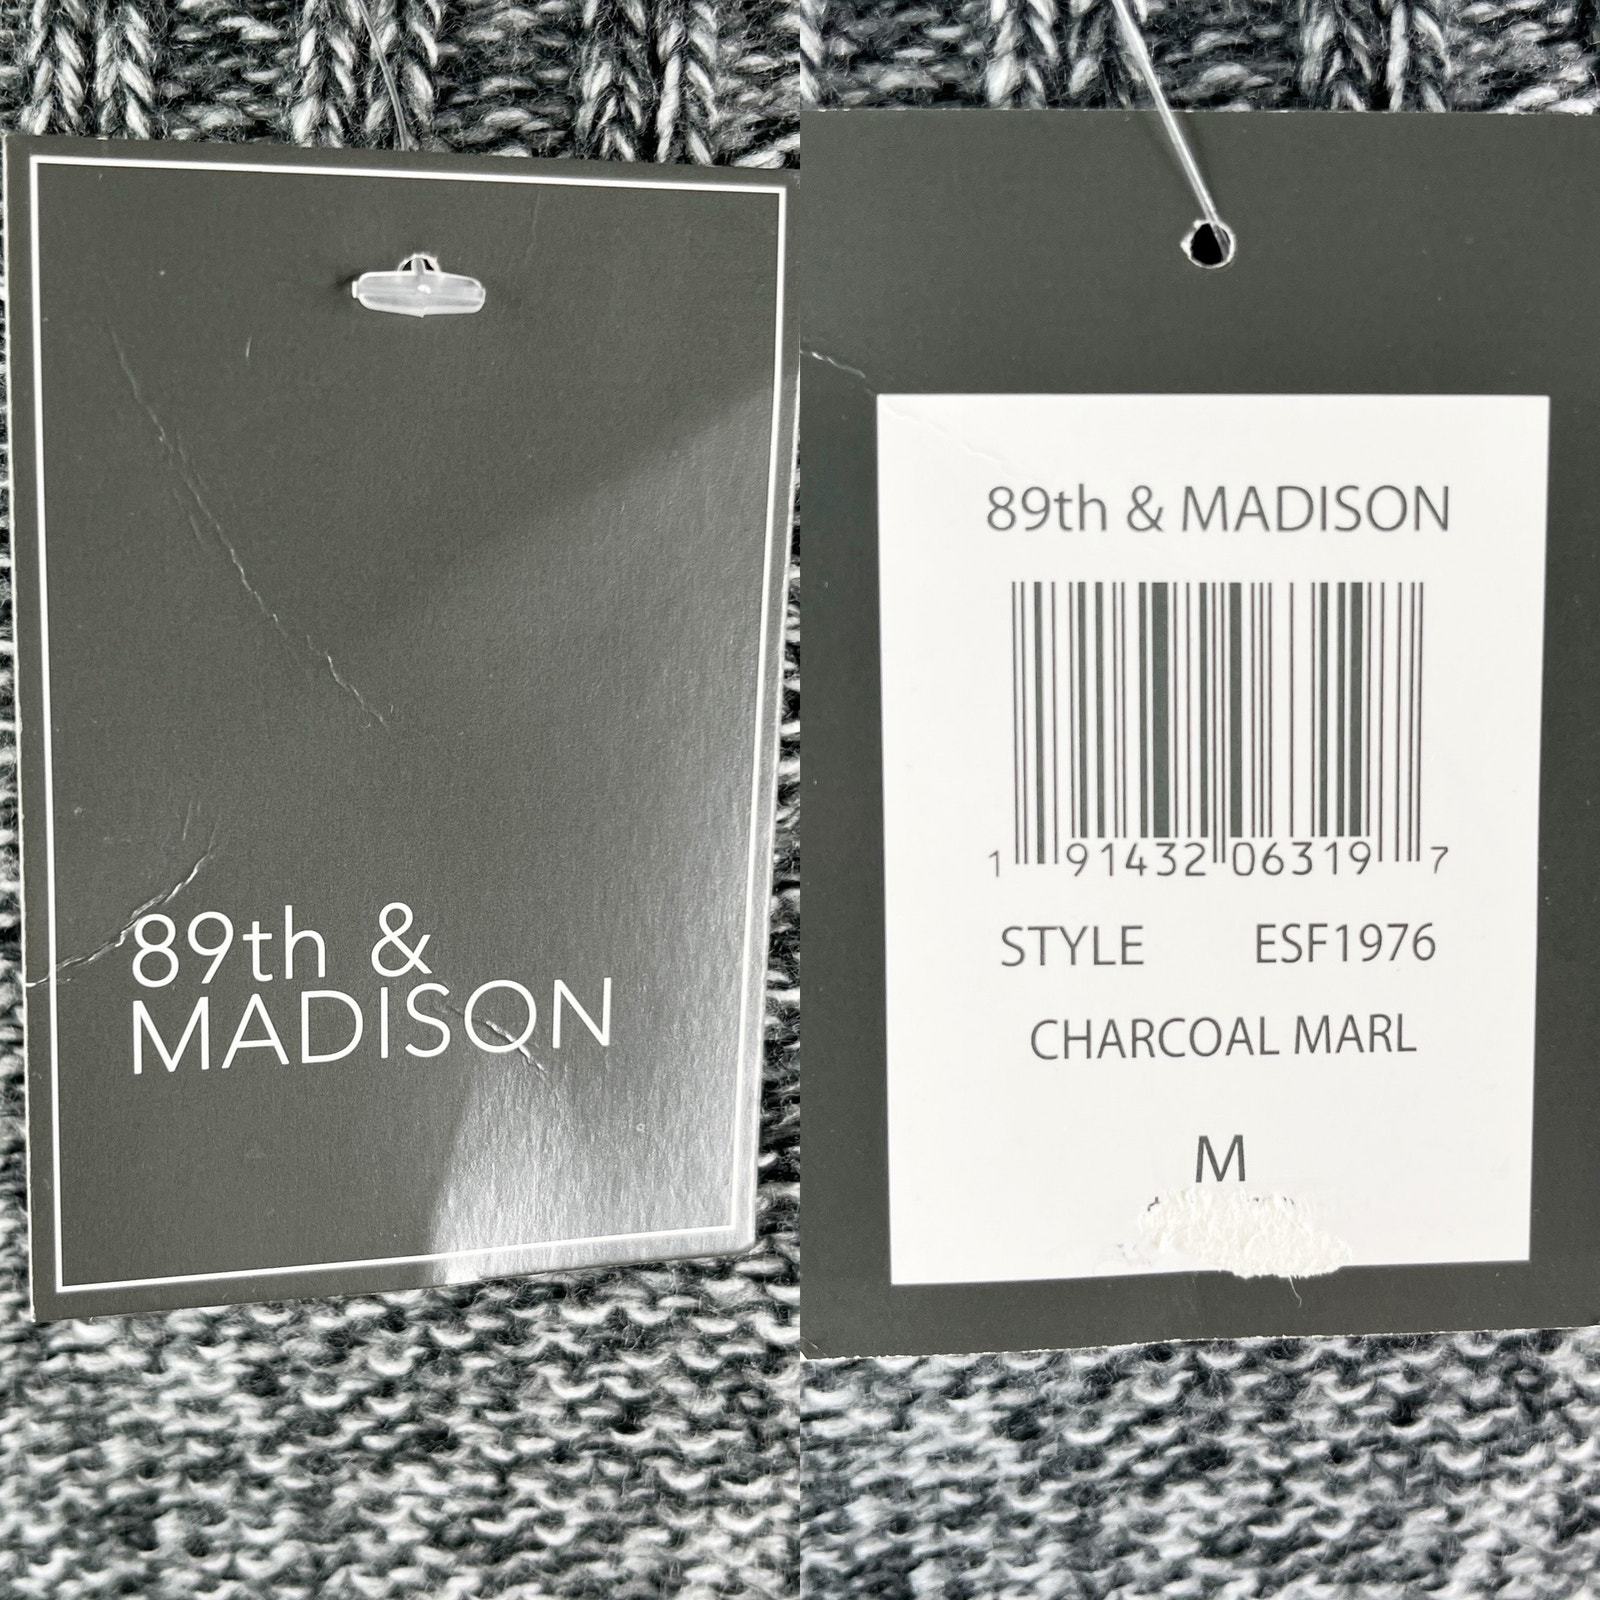 89th &
MADISON
89th & MADISON
1 91432 06319 7
STYLE ESF1976
CHARCOAL MARL
M